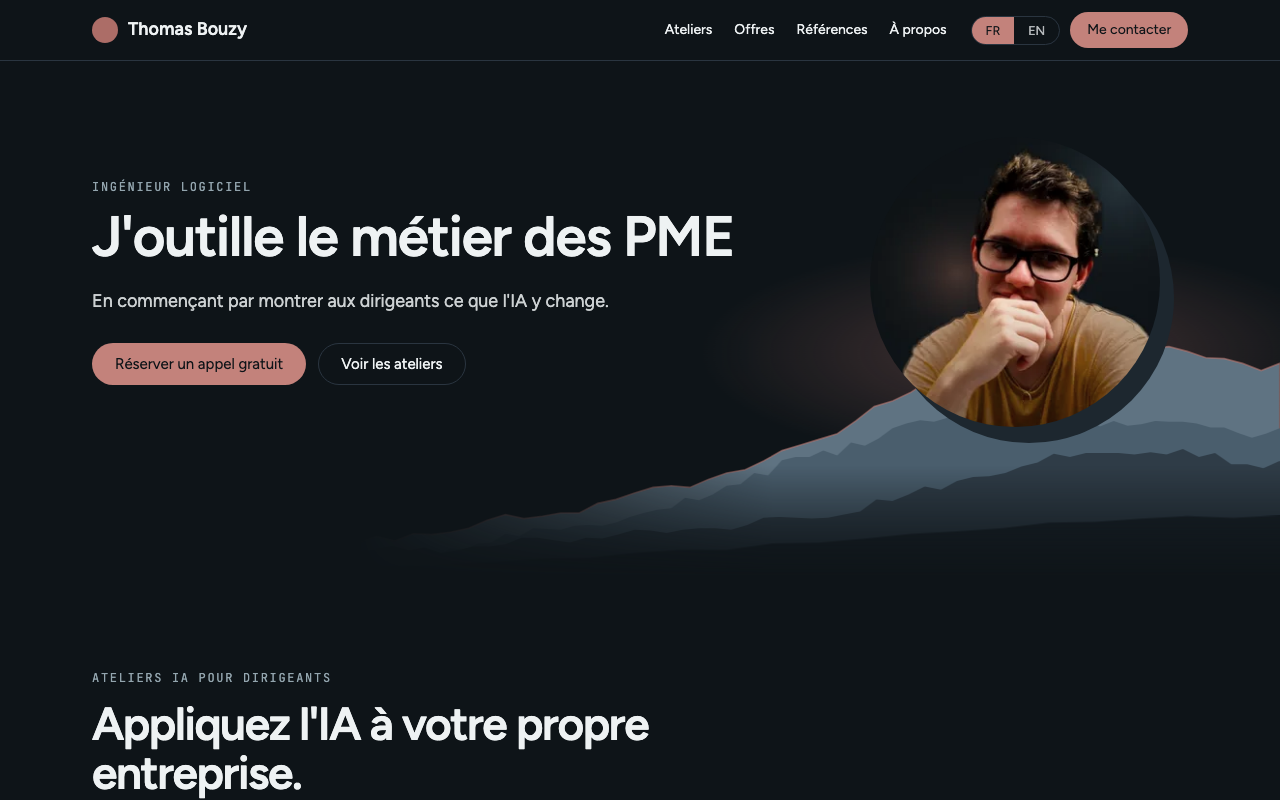 Thomas Bouzy
Ateliers
Offres
Références
À propos
FR
EN
Me contacter
INGÉNIEUR LOGICIEL
J'outille le métier des PME
En commençant par montrer aux dirigeants ce que l'IA y change.
Réserver un appel gratuit
Voir les ateliers
ATELIERS IA POUR DIRIGEANTS
Appliquez l'IA à votre propre
entreprise.